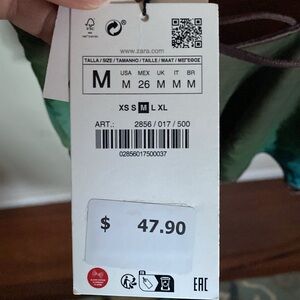 www.zara.com
TALLA / SIZE / TAMANHO / TAILLE / MAAT / ΜΕΓΕΘΟΣ
M
USA MEX UK IT BR
M 26 M M M
XS S M L XL
ART.: 2856 / 017 / 500
02856017500037
$ 47.90
EAC